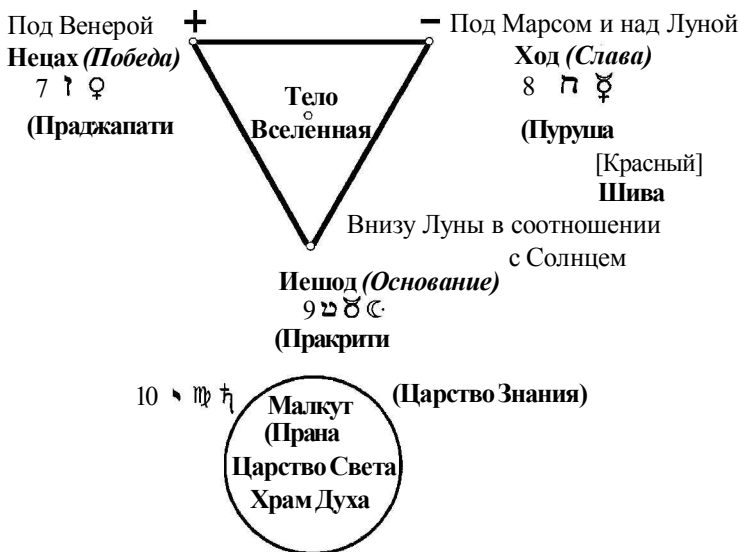 Под Венерой + − Под Марсом и над Луной
Нецах (Победа) Ход (Слава)
7 ז ♀ 8 ח ☿
Тело
(Праджапати Вселенная (Пуруша
[Красный]
Шива
Внизу Луны в соотношении
с Солнцем
Иешод (Основание)
9 ט ♉ ☾
(Пракрити
10 י ♍ ♄ Малкут (Царство Знания)
(Прана
Царство Света
Храм Духа